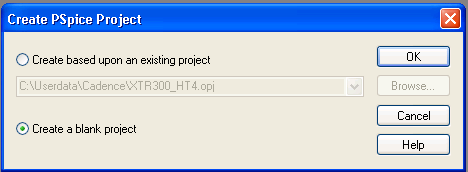 Create PSpice Project
Create based upon an existing project
OK
C:\Userdata\Cadence\XTR300_HT4.opj
Browse...
Create a blank project
Cancel
Help